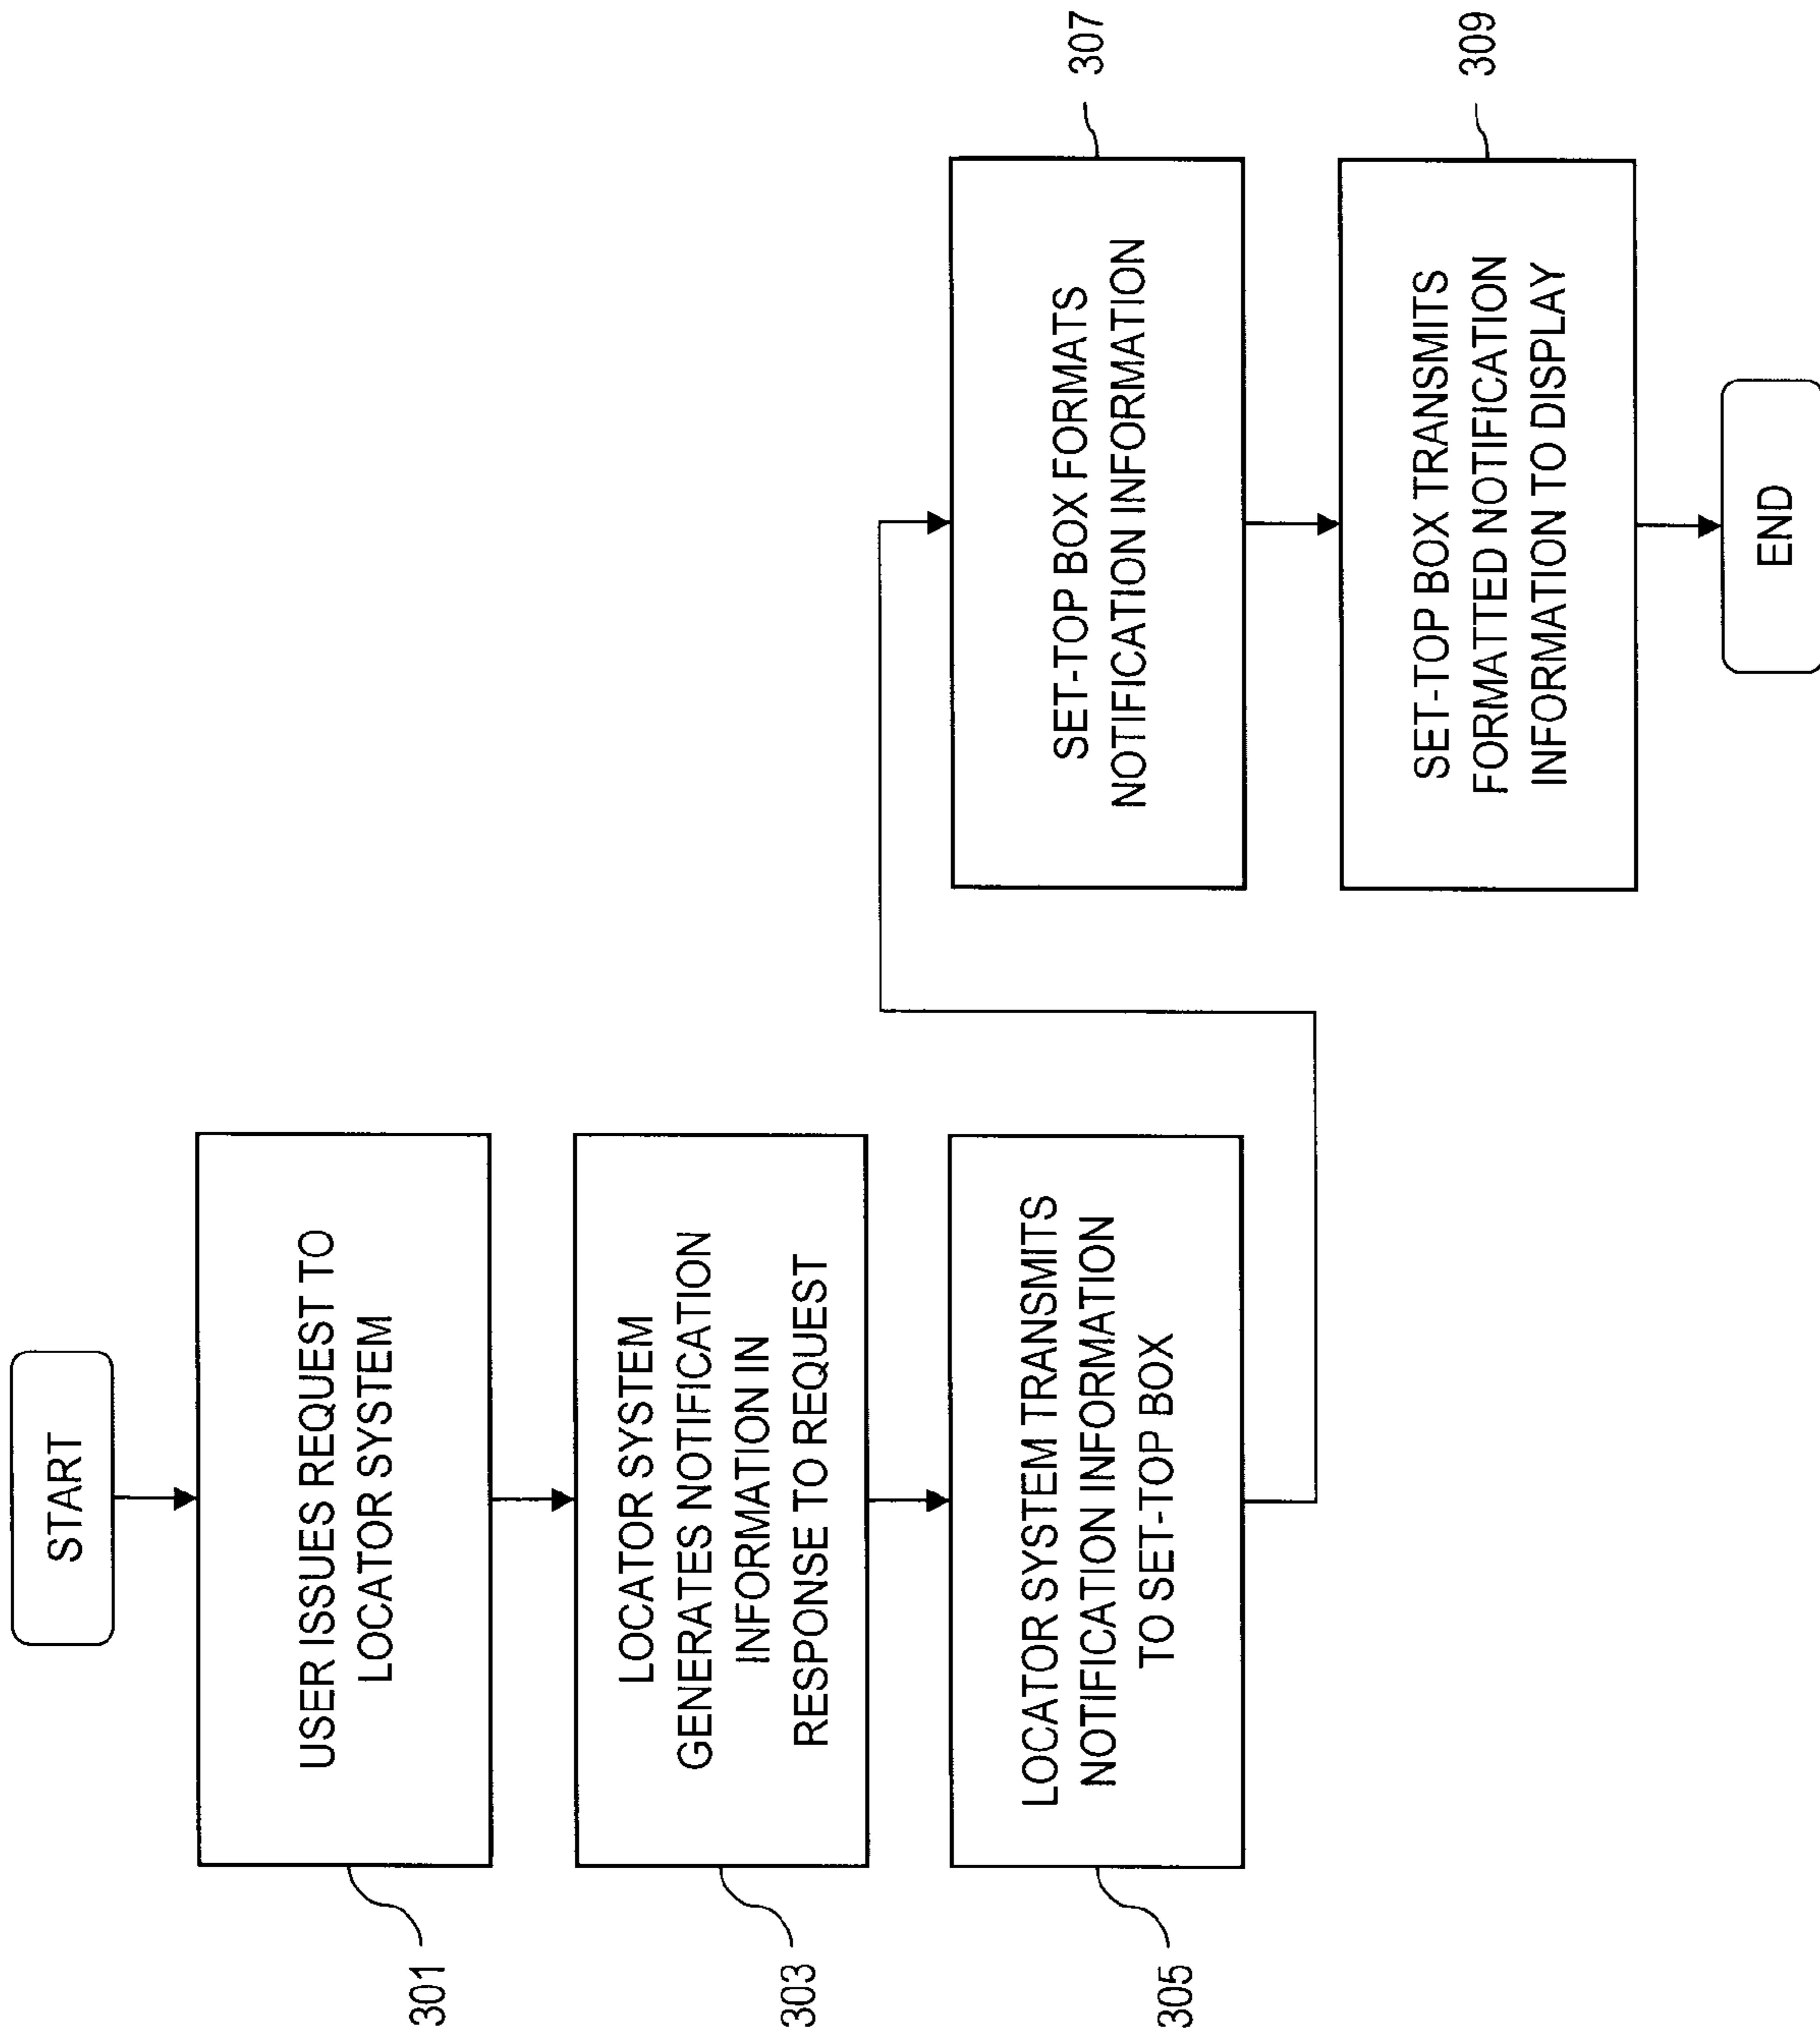 START
USER ISSUES REQUEST TO
LOCATOR SYSTEM
301
LOCATOR SYSTEM
GENERATES NOTIFICATION
INFORMATION IN
RESPONSE TO REQUEST
303
LOCATOR SYSTEM TRANSMITS
NOTIFICATION INFORMATION
TO SET-TOP BOX
305
SET-TOP BOX FORMATS
NOTIFICATION INFORMATION
307
SET-TOP BOX TRANSMITS
FORMATTED NOTIFICATION
INFORMATION TO DISPLAY
309
END